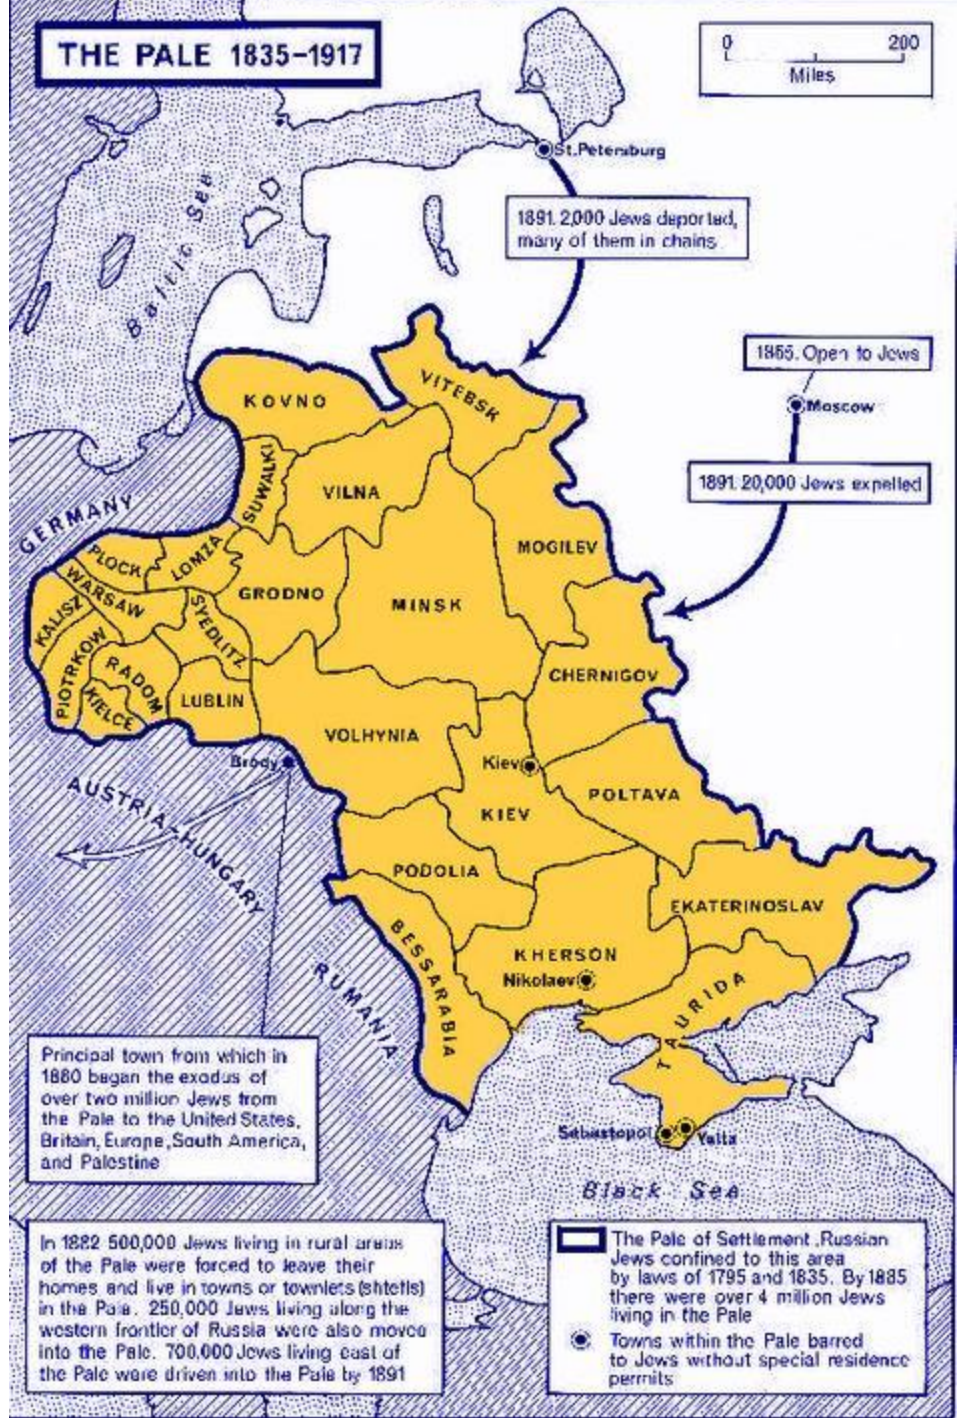 THE PALE 1835–1917
0 200
Miles
St.Petersburg
1891. 2,000 Jews deported,
many of them in chains
Baltic Sea
1865. Open to Jews
Moscow
1891. 20,000 Jews expelled
VITEBSK
KOVNO
SUWALKI
VILNA
GERMANY
MOGILEV
PLOCK
LOMZA
WARSAW
GRODNO
MINSK
KALISZ
SYEDLITZ
PIOTRKOW
RADOM
KIELCE
LUBLIN
CHERNIGOV
VOLHYNIA
Brody
Kiev
KIEV
POLTAVA
AUSTRIA-HUNGARY
PODOLIA
EKATERINOSLAV
BESSARABIA
KHERSON
Nikolaev
RUMANIA
TAURIDA
Sebastopol
Yalta
Black Sea
Principal town from which in
1880 began the exodus of
over two million Jews from
the Pale to the United States,
Britain, Europe, South America,
and Palestine
In 1882 500,000 Jews living in rural areas
of the Pale were forced to leave their
homes and live in towns or townlets (shtetls)
in the Pale. 250,000 Jews living along the
western frontier of Russia were also moved
into the Pale. 700,000 Jews living east of
the Pale were driven into the Pale by 1891
The Pale of Settlement. Russian
Jews confined to this area
by laws of 1795 and 1835. By 1885
there were over 4 million Jews
living in the Pale
Towns within the Pale barred
to Jews without special residence
permits